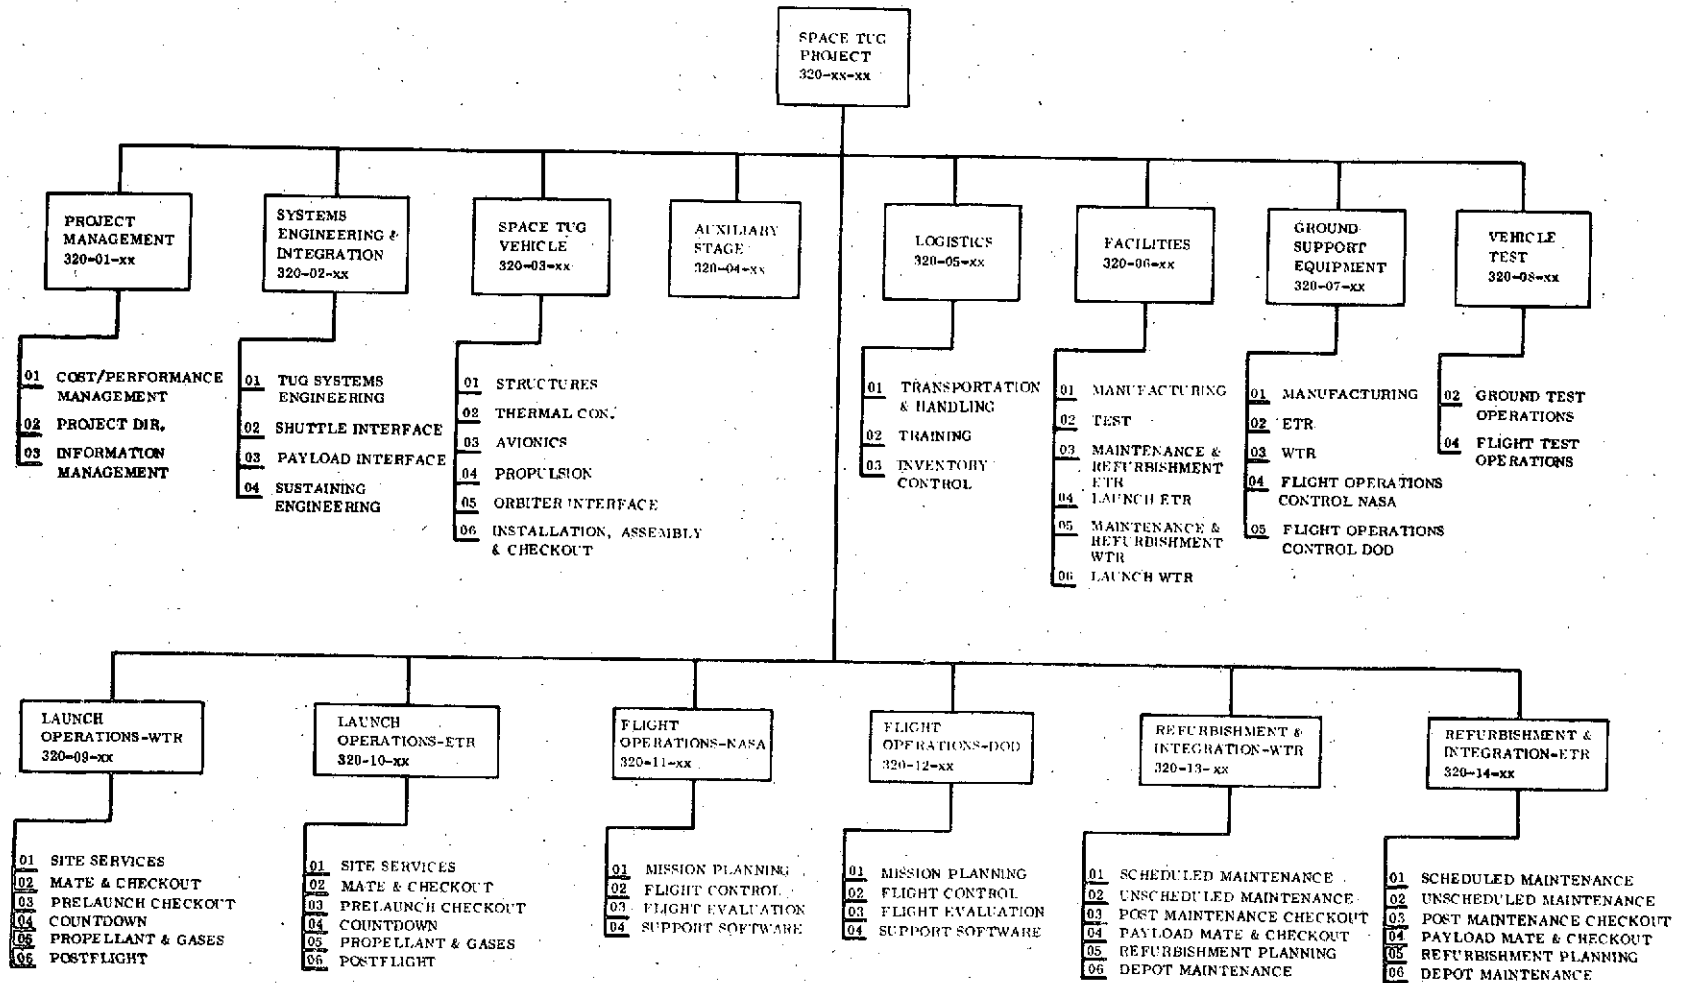 SPACE TUG
PROJECT
320-xx-xx
PROJECT
MANAGEMENT
320-01-xx
SYSTEMS
ENGINEERING &
INTEGRATION
320-02-xx
SPACE TUG
VEHICLE
320-03-xx
AUXILIARY
STAGE
320-04-xx
LOGISTICS
320-05-xx
FACILITIES
320-06-xx
GROUND
SUPPORT
EQUIPMENT
320-07-xx
VEHICLE
TEST
320-08-xx
01 COST/PERFORMANCE
MANAGEMENT
02 PROJECT DIR.
03 INFORMATION
MANAGEMENT
01 TUG SYSTEMS
ENGINEERING
02 SHUTTLE INTERFACE
03 PAYLOAD INTERFACE
04 SUSTAINING
ENGINEERING
01 STRUCTURES
02 THERMAL CON.
03 AVIONICS
04 PROPULSION
05 ORBITER INTERFACE
06 INSTALLATION, ASSEMBLY
& CHECKOUT
01 TRANSPORTATION
& HANDLING
02 TRAINING
03 INVENTORY
CONTROL
01 MANUFACTURING
02 TEST
03 MAINTENANCE &
REFURBISHMENT
ETR
04 LAUNCH ETR
05 MAINTENANCE &
REFURBISHMENT
WTR
06 LAUNCH WTR
01 MANUFACTURING
02 ETR
03 WTR
04 FLIGHT OPERATIONS
CONTROL NASA
05 FLIGHT OPERATIONS
CONTROL DOD
02 GROUND TEST
OPERATIONS
04 FLIGHT TEST
OPERATIONS
LAUNCH
OPERATIONS-WTR
320-09-xx
LAUNCH
OPERATIONS-ETR
320-10-xx
FLIGHT
OPERATIONS-NASA
320-11-xx
FLIGHT
OPERATIONS-DOD
320-12-xx
REFURBISHMENT &
INTEGRATION-WTR
320-13-xx
REFURBISHMENT &
INTEGRATION-ETR
320-14-xx
01 SITE SERVICES
02 MATE & CHECKOUT
03 PRELAUNCH CHECKOUT
04 COUNTDOWN
05 PROPELLANT & GASES
06 POSTFLIGHT
01 SITE SERVICES
02 MATE & CHECKOUT
03 PRELAUNCH CHECKOUT
04 COUNTDOWN
05 PROPELLANT & GASES
06 POSTFLIGHT
01 MISSION PLANNING
02 FLIGHT CONTROL
03 FLIGHT EVALUATION
04 SUPPORT SOFTWARE
01 MISSION PLANNING
02 FLIGHT CONTROL
03 FLIGHT EVALUATION
04 SUPPORT SOFTWARE
01 SCHEDULED MAINTENANCE
02 UNSCHEDULED MAINTENANCE
03 POST MAINTENANCE CHECKOUT
04 PAYLOAD MATE & CHECKOUT
05 REFURBISHMENT PLANNING
06 DEPOT MAINTENANCE
01 SCHEDULED MAINTENANCE
02 UNSCHEDULED MAINTENANCE
03 POST MAINTENANCE CHECKOUT
04 PAYLOAD MATE & CHECKOUT
05 REFURBISHMENT PLANNING
06 DEPOT MAINTENANCE